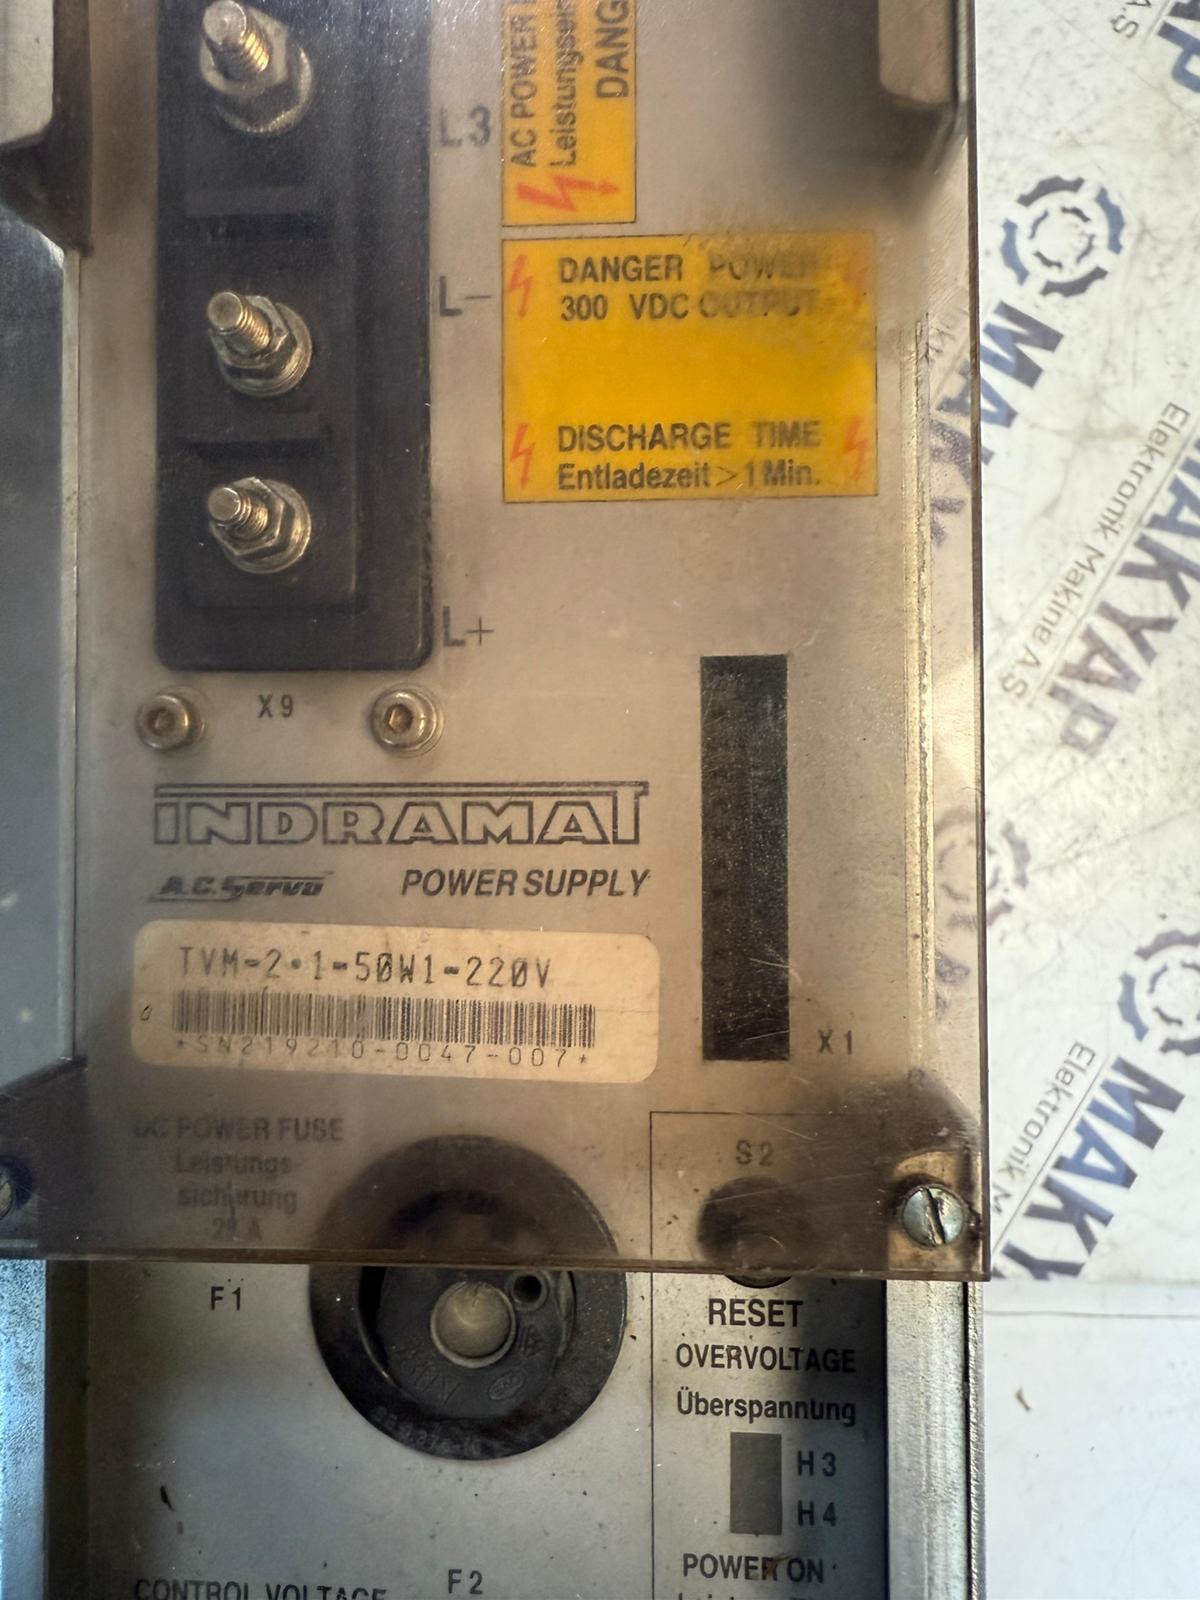 L3
AC POWER
Leistungsein
DANG
L-
DANGER POWER
300 VDC OUTPUT
DISCHARGE TIME
Entladezeit > 1 Min.
L+
X9
INDRAMAT
A.C. Servo POWER SUPPLY
TVM-2·1-50W1-220V
*SN219210-0047-007*
X1
DC POWER FUSE
Leistungs-
sicherung
S2
F1
RESET
OVERVOLTAGE
Überspannung
H3
H4
POWER ON
F2
CONTROL VOLTAGE
MAKYAP
Elektronik Makine A.Ş
MAKY
Elektronik M